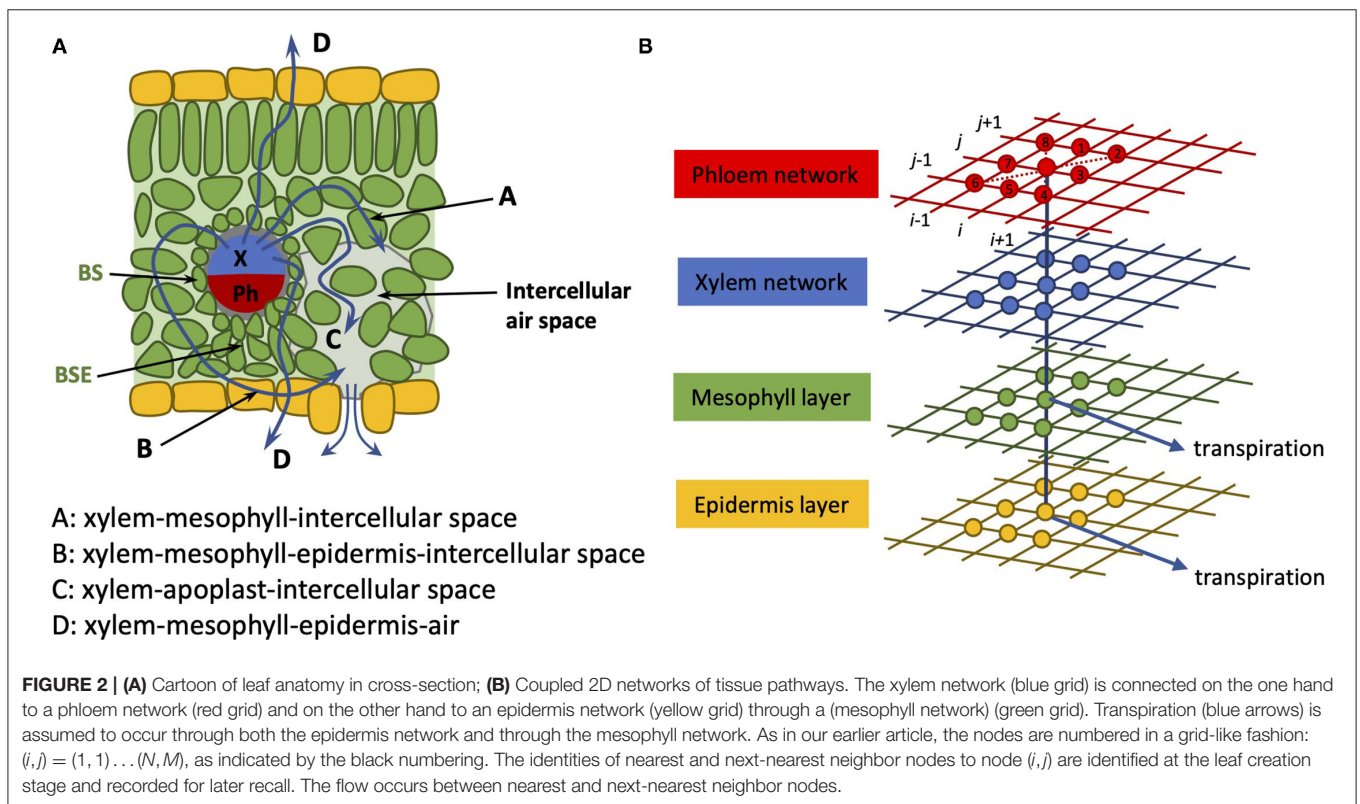 A
D
A
X
Ph
BS
BSE
Intercellular
air space
C
B
D
A: xylem-mesophyll-intercellular space
B: xylem-mesophyll-epidermis-intercellular space
C: xylem-apoplast-intercellular space
D: xylem-mesophyll-epidermis-air
B
Phloem network
j+1
j
j-1
i-1
i
i+1
8
1
2
7
3
6
5
4
Xylem network
Mesophyll layer
transpiration
Epidermis layer
transpiration
FIGURE 2 | (A) Cartoon of leaf anatomy in cross-section; (B) Coupled 2D networks of tissue pathways. The xylem network (blue grid) is connected on the one hand
to a phloem network (red grid) and on the other hand to an epidermis network (yellow grid) through a (mesophyll network) (green grid). Transpiration (blue arrows) is
assumed to occur through both the epidermis network and through the mesophyll network. As in our earlier article, the nodes are numbered in a grid-like fashion:
(i, j) = (1, 1) . . . (N, M), as indicated by the black numbering. The identities of nearest and next-nearest neighbor nodes to node (i, j) are identified at the leaf creation
stage and recorded for later recall. The flow occurs between nearest and next-nearest neighbor nodes.